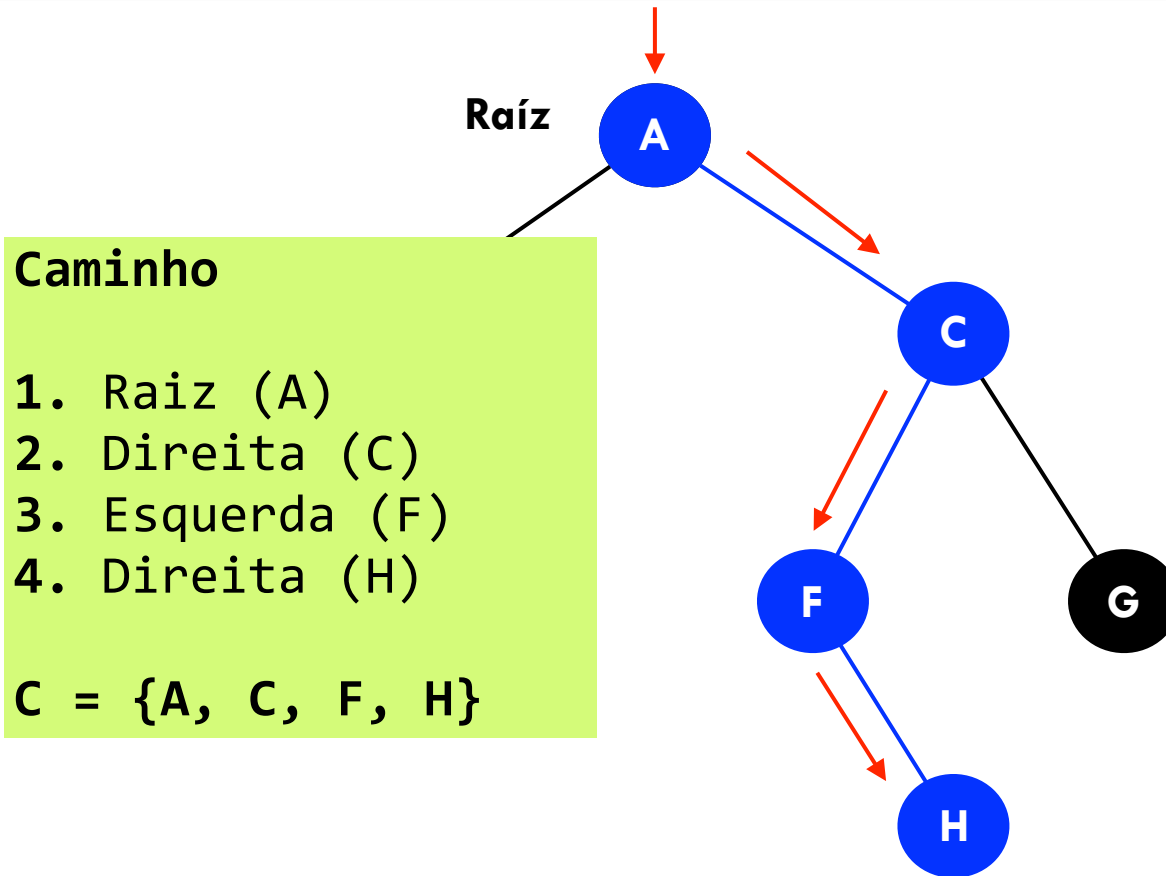 Raíz
A
C
F
G
H
Caminho
1. Raiz (A)
2. Direita (C)
3. Esquerda (F)
4. Direita (H)
C = {A, C, F, H}